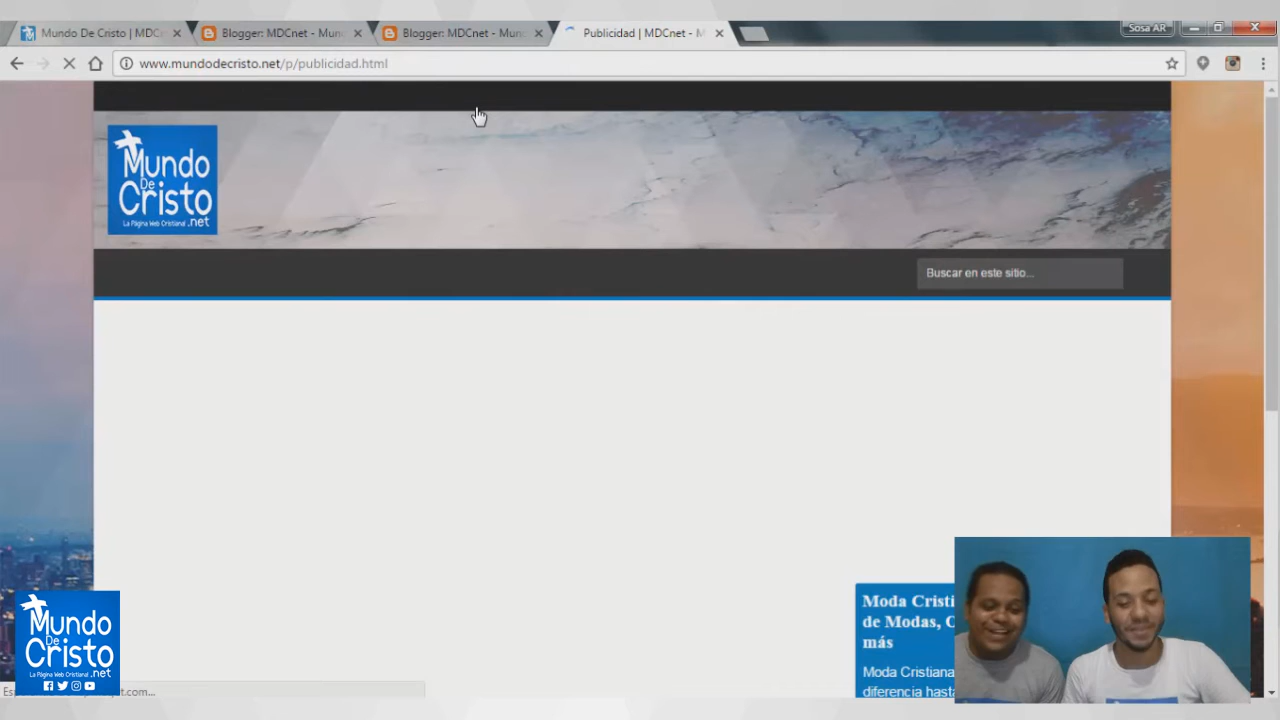 Mundo De Cristo | MDC
Blogger: MDCnet - Mun
Blogger: MDCnet - Mun
Publicidad | MDCnet - M
Sosa AR
www.mundodecristo.net/p/publicidad.html
Mundo
De
Cristo
La Página Web Cristiana! .net
Buscar en este sitio...
Moda Cristi
de Modas, C
más
Moda Cristiana
diferencia hasta
Mundo
De
Cristo
La Página Web Cristiana! .net